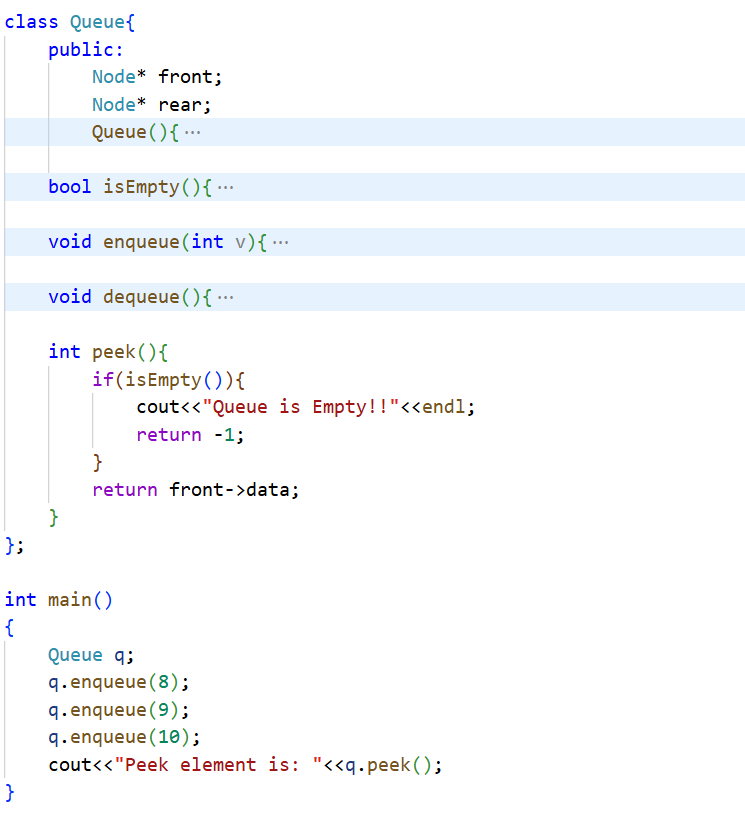 class Queue{
    public:
        Node* front;
        Node* rear;
        Queue(){ ···
    bool isEmpty(){ ···
    void enqueue(int v){ ···
    void dequeue(){ ···
    int peek(){
        if(isEmpty()){
            cout<<"Queue is Empty!!"<<endl;
            return -1;
        }
        return front->data;
    }
};
int main()
{
    Queue q;
    q.enqueue(8);
    q.enqueue(9);
    q.enqueue(10);
    cout<<"Peek element is: "<<q.peek();
}